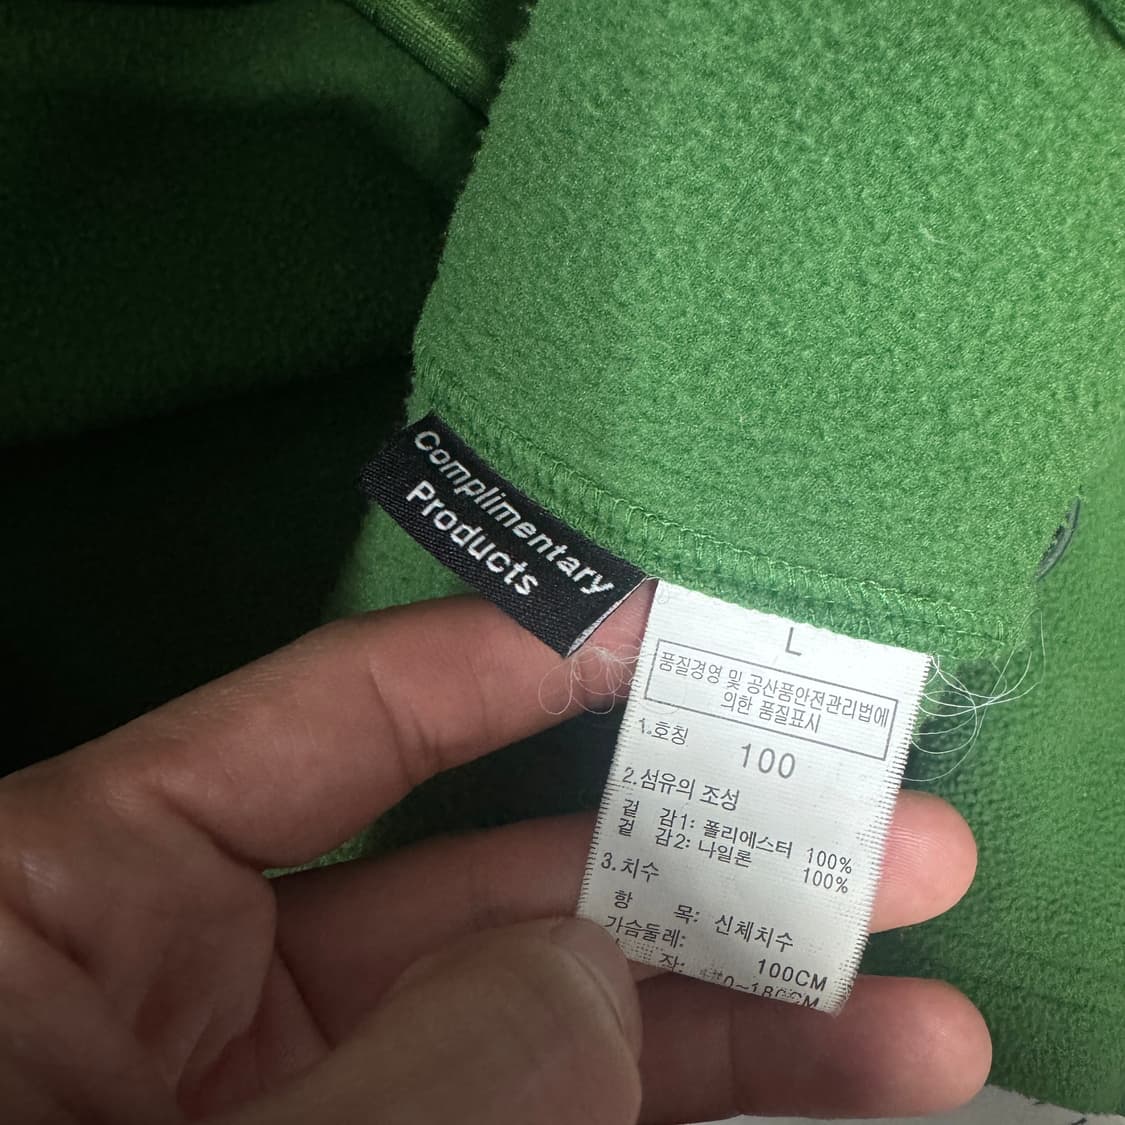 Complimentary
Products
L
품질경영 및 공산품안전관리법에
의한 품질표시
1.호칭
100
2.섬유의 조성
겉 감1: 폴리에스터 100%
겉 감2: 나일론 100%
3.치수
항 목: 신체치수
가슴둘레: 100CM
장: